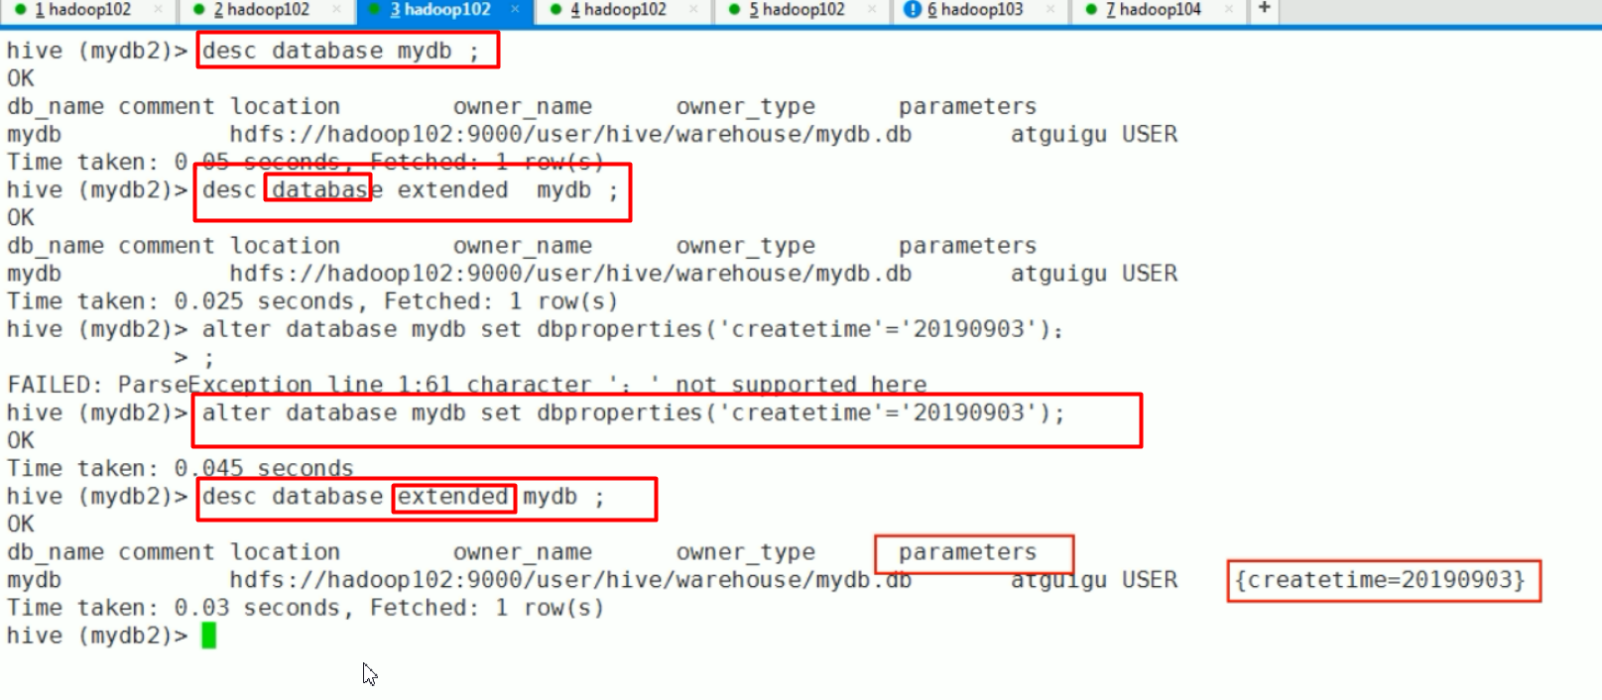 1 hadoop102 × 2 hadoop102 × 3 hadoop102 × 4 hadoop102 × 5 hadoop102 × 6 hadoop103 × 7 hadoop104 × +
hive (mydb2)> desc database mydb ;
OK
db_name comment location owner_name owner_type parameters
mydb hdfs://hadoop102:9000/user/hive/warehouse/mydb.db atguigu USER
Time taken: 0.05 seconds, Fetched: 1 row(s)
hive (mydb2)> desc database extended mydb ;
OK
db_name comment location owner_name owner_type parameters
mydb hdfs://hadoop102:9000/user/hive/warehouse/mydb.db atguigu USER
Time taken: 0.025 seconds, Fetched: 1 row(s)
hive (mydb2)> alter database mydb set dbproperties('createtime'='20190903')；
> ;
FAILED: ParseException line 1:61 character '；' not supported here
hive (mydb2)> alter database mydb set dbproperties('createtime'='20190903');
OK
Time taken: 0.045 seconds
hive (mydb2)> desc database extended mydb ;
OK
db_name comment location owner_name owner_type parameters
mydb hdfs://hadoop102:9000/user/hive/warehouse/mydb.db atguigu USER {createtime=20190903}
Time taken: 0.03 seconds, Fetched: 1 row(s)
hive (mydb2)>